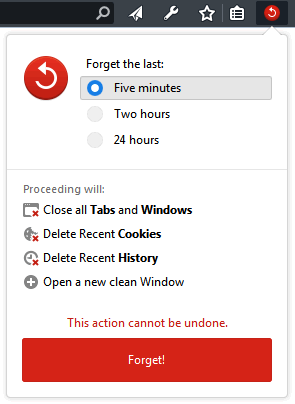 Forget the last:
Five minutes
Two hours
24 hours
Proceeding will:
Close all Tabs and Windows
Delete Recent Cookies
Delete Recent History
Open a new clean Window
This action cannot be undone.
Forget!